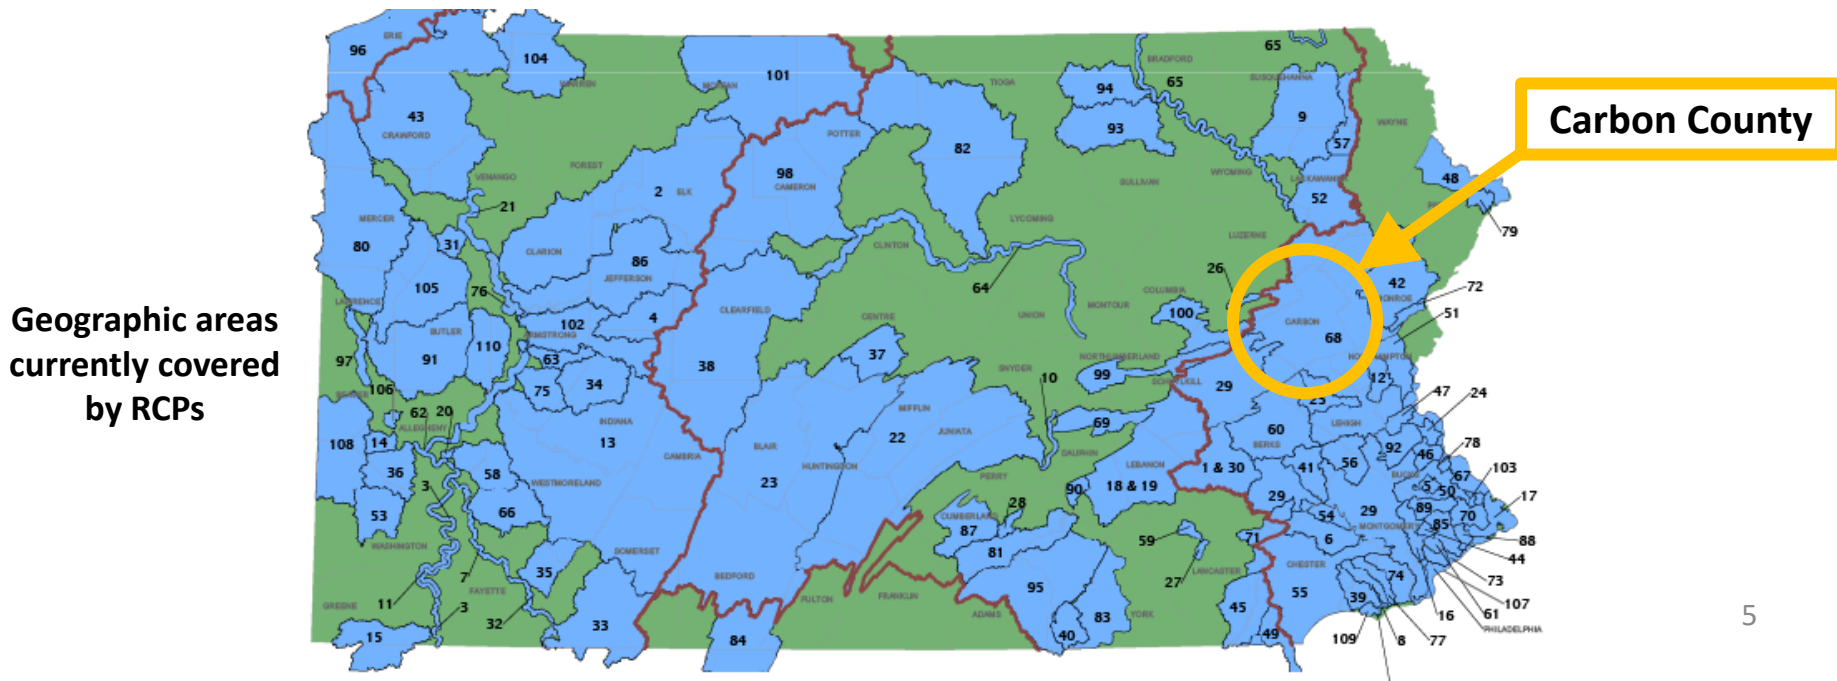 Geographic areas
currently covered
by RCPs
Carbon County
ERIE
96
104
WARREN
101
65
BRADFORD
65
TIOGA
94
SUSQUEHANNA
43
CRAWFORD
POTTER
82
93
9
57
WAYNE
FOREST
VENANGO
98
CAMERON
2
ELK
SULLIVAN
WYOMING
LACKAWANNA
48
21
52
79
MERCER
80
31
LYCOMING
LUZERNE
CLARION
86
CLINTON
JEFFERSON
26
105
76
64
COLUMBIA
42
MONROE
72
LAWRENCE
CLEARFIELD
MONTOUR
51
102
4
CENTRE
UNION
100
CARBON
BUTLER
ARMSTRONG
68
97
91
110
63
37
NORTHUMBERLAND
NORTHAMPTON
38
SNYDER
10
99
SCHUYLKILL
29
12
106
75
34
25
47
24
62
20
MIFFLIN
ALLEGHENY
INDIANA
69
60
LEHIGH
108
14
13
BLAIR
22
JUNIATA
DAUPHIN
BERKS
92
78
36
58
CAMBRIA
HUNTINGDON
LEBANON
1 & 30
41
56
46
BUCKS
67
103
3
WESTMORELAND
23
PERRY
90
18 & 19
5
50
17
53
66
28
29
54
29
89
70
CUMBERLAND
87
MONTGOMERY
85
WASHINGTON
SOMERSET
81
59
71
6
88
44
35
BEDFORD
27
LANCASTER
CHESTER
74
73
7
FAYETTE
95
55
39
107
GREENE
11
3
FULTON
FRANKLIN
ADAMS
83
YORK
45
16
61
32
33
PHILADELPHIA
15
84
40
49
109
8
77
5